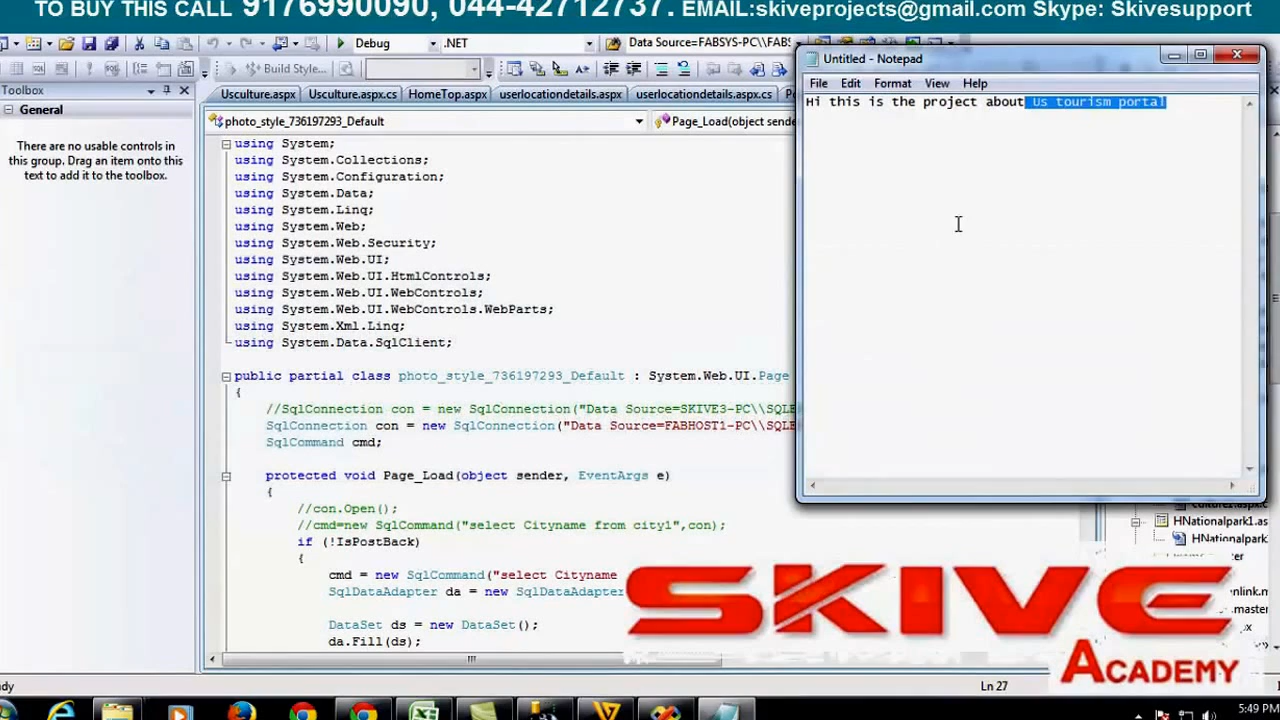 TO BUY THIS CALL 9176990090, 044-42712737. EMAIL:skiveprojects@gmail.com Skype: Skivesupport
Debug .NET Data Source=FABSYS-PC\\FABS
Build Style...
Untitled - Notepad
File Edit Format View Help
Hi this is the project about us tourism portal
Toolbox
General
There are no usable controls in
this group. Drag an item onto this
text to add it to the toolbox.
Usculture.aspx Usculture.aspx.cs HomeTop.aspx userlocationdetails.aspx userlocationdetails.aspx.cs
photo_style_736197293_Default Page_Load(object sende
using System;
using System.Collections;
using System.Configuration;
using System.Data;
using System.Linq;
using System.Web;
using System.Web.Security;
using System.Web.UI;
using System.Web.UI.HtmlControls;
using System.Web.UI.WebControls;
using System.Web.UI.WebControls.WebParts;
using System.Xml.Linq;
using System.Data.SqlClient;
public partial class photo_style_736197293_Default : System.Web.UI.Page
{
//SqlConnection con = new SqlConnection("Data Source=SKIVE3-PC\\SQLE
SqlConnection con = new SqlConnection("Data Source=FABHOST1-PC\\SQLE
SqlCommand cmd;
protected void Page_Load(object sender, EventArgs e)
{
//con.Open();
//cmd=new SqlCommand("select Cityname from city1",con);
if (!IsPostBack)
{
cmd = new SqlCommand("select Cityname
SqlDataAdapter da = new SqlDataAdapter
DataSet ds = new DataSet();
da.Fill(ds);
HNationalpark1.as
HNationalpark
enlink.m
.master
SKIVE
ACADEMY
Ln 27
5:49 PM